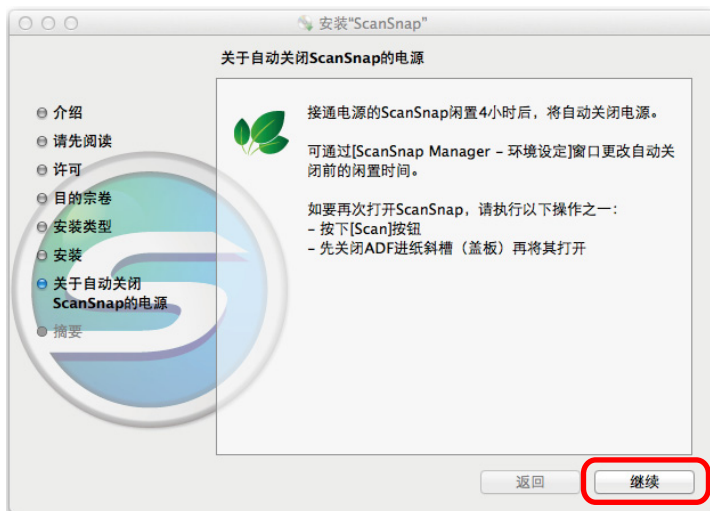 安装"ScanSnap"
关于自动关闭ScanSnap的电源
介绍
请先阅读
许可
目的宗卷
安装类型
安装
关于自动关闭
ScanSnap的电源
摘要
接通电源的ScanSnap闲置4小时后，将自动关闭电源。
可通过[ScanSnap Manager – 环境设定]窗口更改自动关
闭前的闲置时间。
如要再次打开ScanSnap，请执行以下操作之一：
– 按下[Scan]按钮
– 先关闭ADF进纸斜槽（盖板）再将其打开
返回
继续